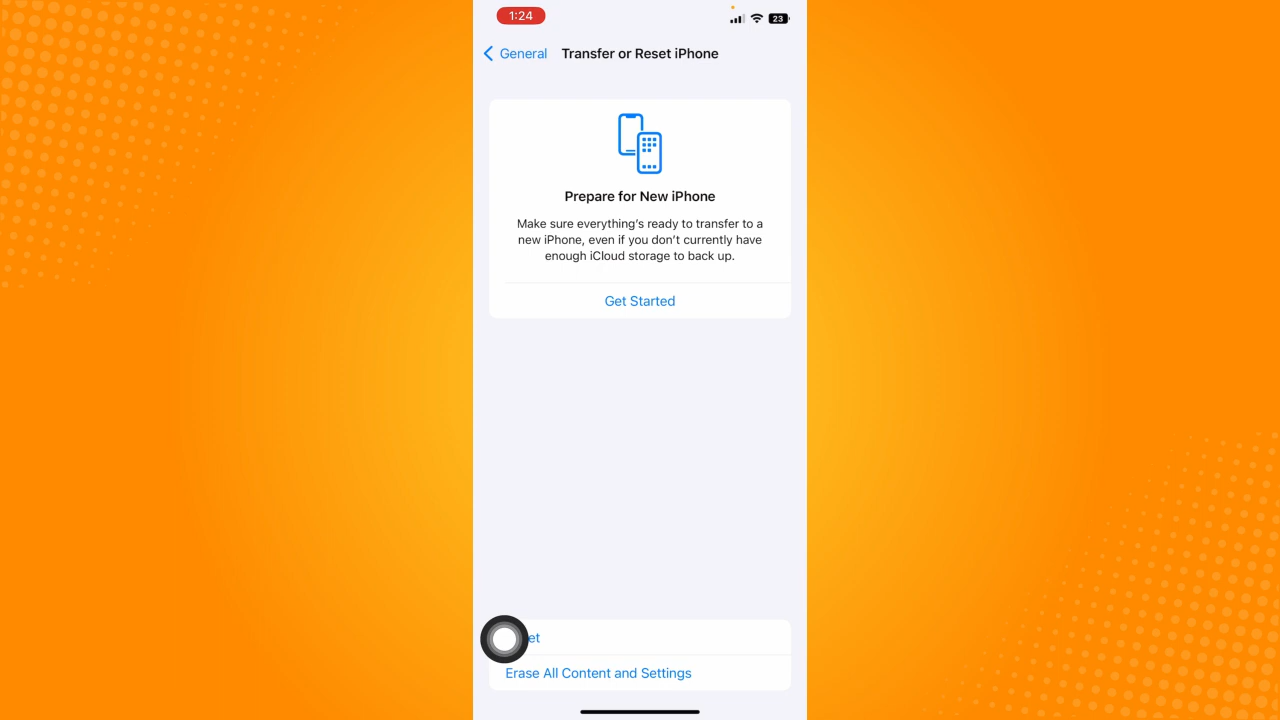 1:24
23
General
Transfer or Reset iPhone
Prepare for New iPhone
Make sure everything's ready to transfer to a
new iPhone, even if you don't currently have
enough iCloud storage to back up.
Get Started
et
Erase All Content and Settings